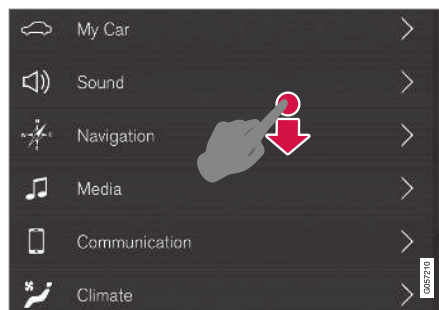 My Car
Sound
Navigation
Media
Communication
Climate
G057210